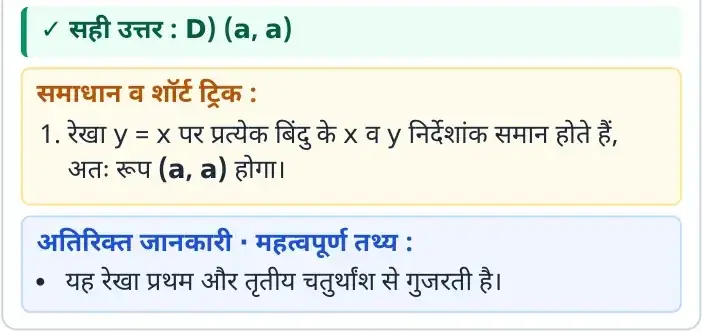 ✓ सही उत्तर : D) (a, a)
समाधान व शॉर्ट ट्रिक :
1. रेखा y = x पर प्रत्येक बिंदु के x व y निर्देशांक समान होते हैं,
अतः रूप (a, a) होगा।
अतिरिक्त जानकारी · महत्वपूर्ण तथ्य :
• यह रेखा प्रथम और तृतीय चतुर्थांश से गुजरती है।